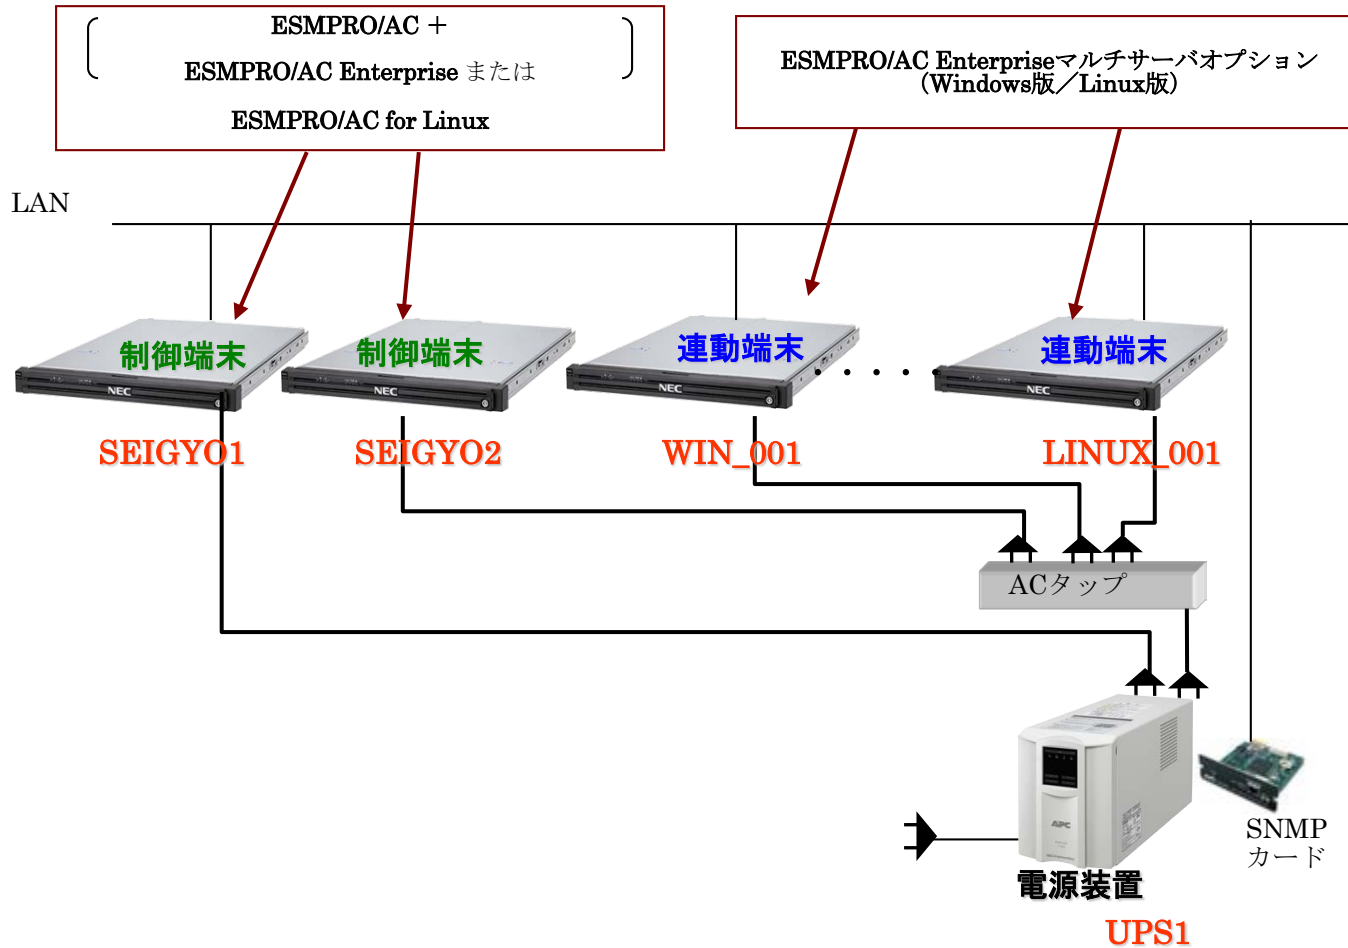 ESMPRO/AC +
ESMPRO/AC Enterprise または
ESMPRO/AC for Linux
ESMPRO/AC Enterpriseマルチサーバオプション
（Windows版／Linux版）
LAN
制御端末
制御端末
連動端末
連動端末
NEC
NEC
NEC
NEC
SEIGYO1
SEIGYO2
WIN_001
LINUX_001
ACタップ
APC
SNMP
カード
電源装置
UPS1